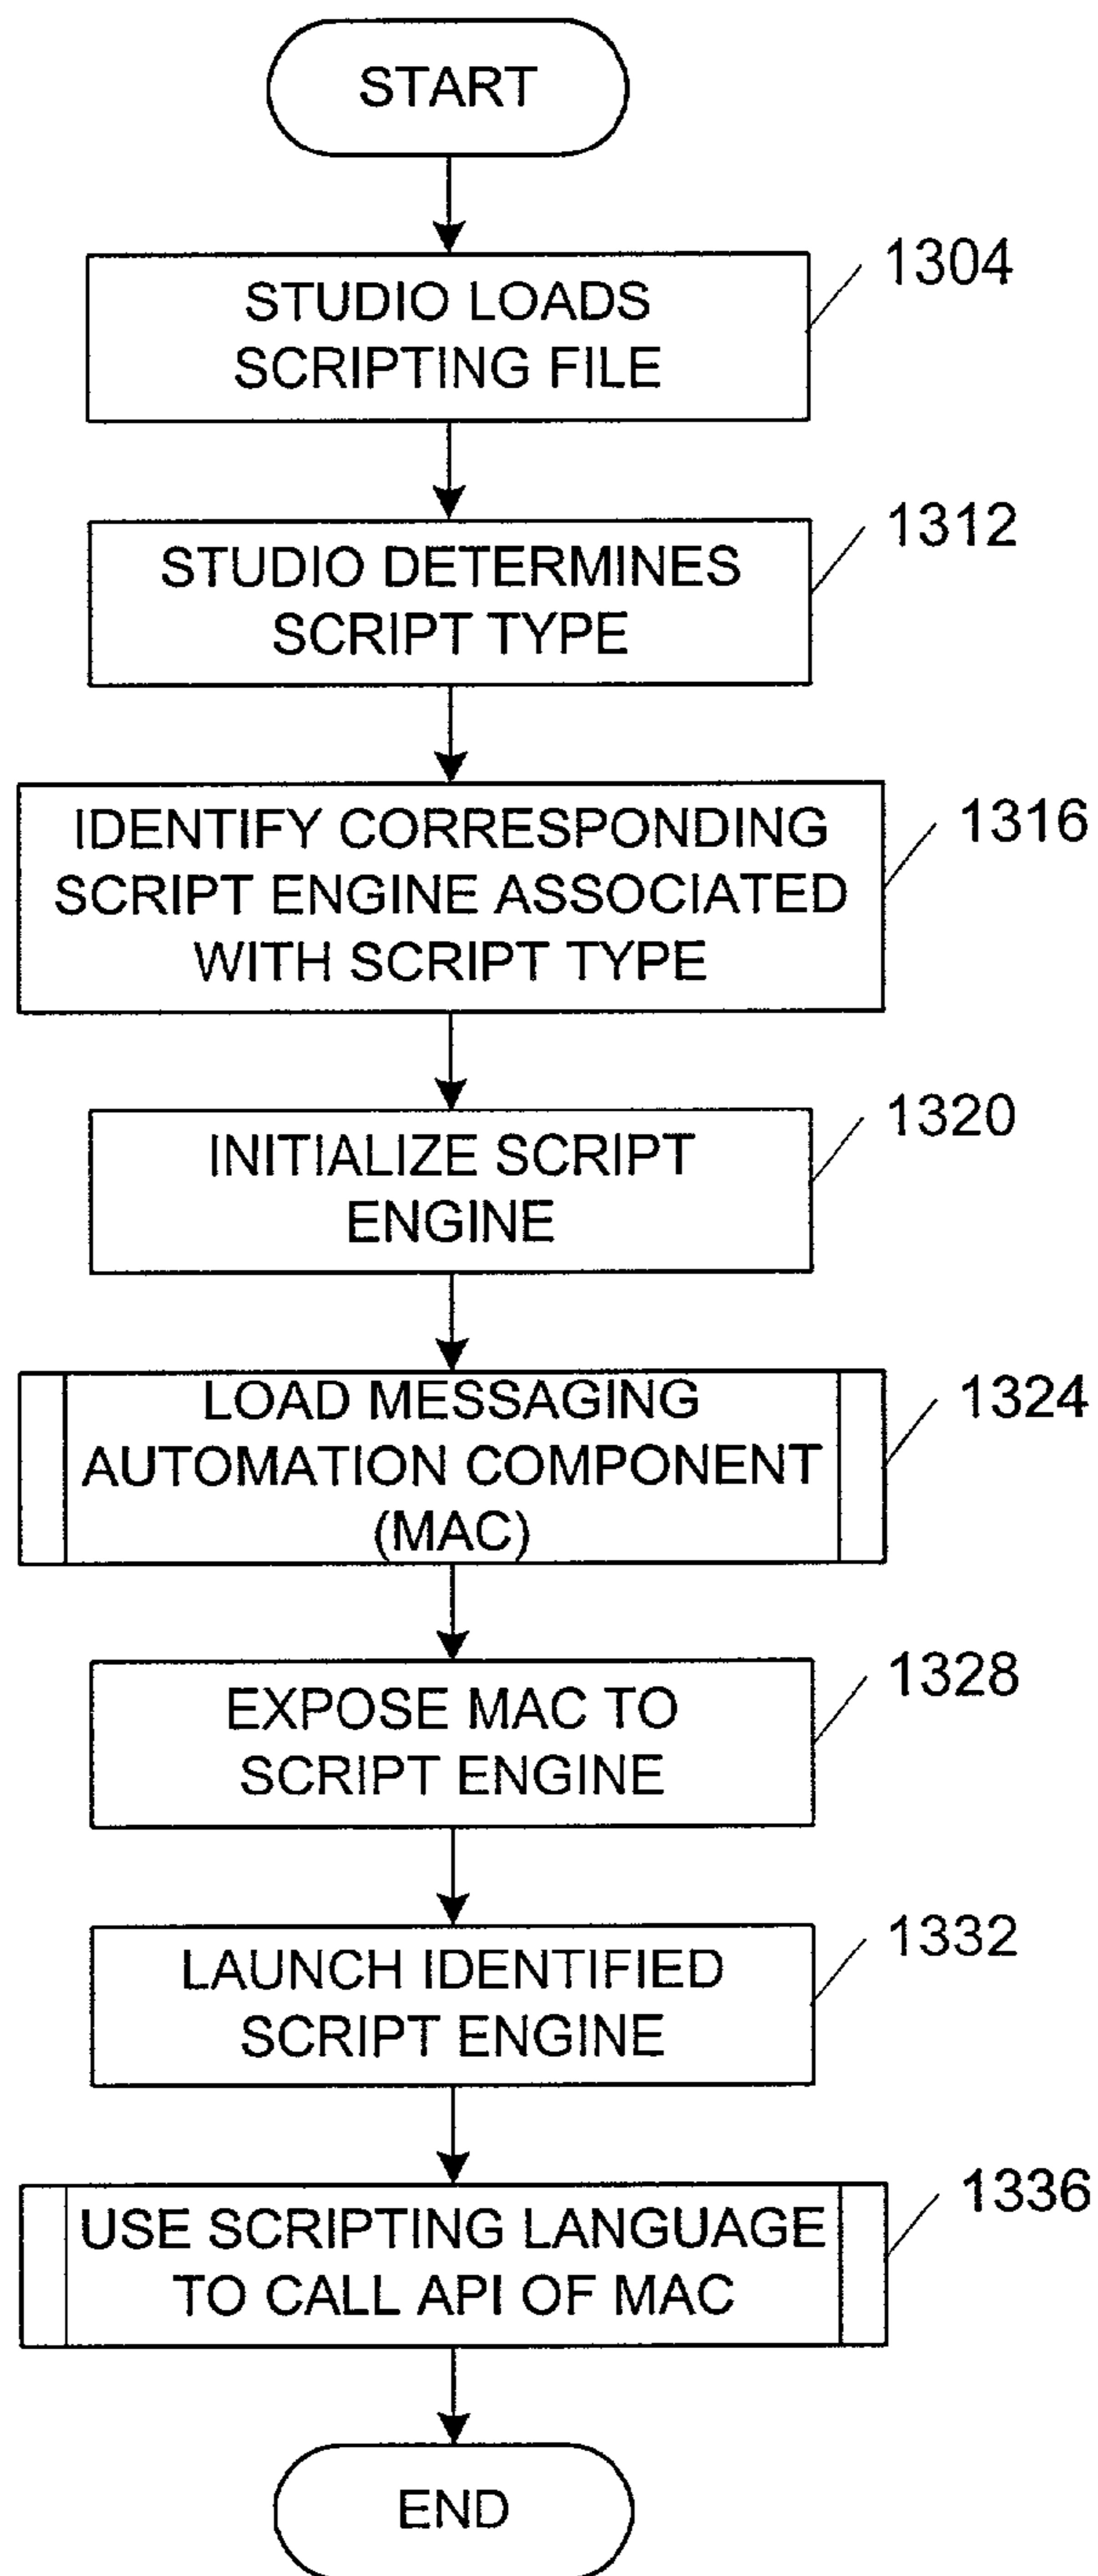 START
STUDIO LOADS
SCRIPTING FILE
1304
STUDIO DETERMINES
SCRIPT TYPE
1312
IDENTIFY CORRESPONDING
SCRIPT ENGINE ASSOCIATED
WITH SCRIPT TYPE
1316
INITIALIZE SCRIPT
ENGINE
1320
LOAD MESSAGING
AUTOMATION COMPONENT
(MAC)
1324
EXPOSE MAC TO
SCRIPT ENGINE
1328
LAUNCH IDENTIFIED
SCRIPT ENGINE
1332
USE SCRIPTING LANGUAGE
TO CALL API OF MAC
1336
END